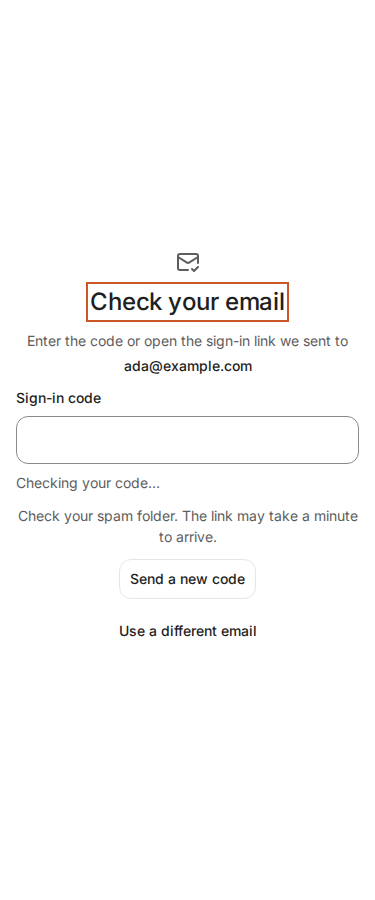 Check your email
Enter the code or open the sign-in link we sent to
ada@example.com
Sign-in code
Checking your code...
Check your spam folder. The link may take a minute
to arrive.
Send a new code
Use a different email